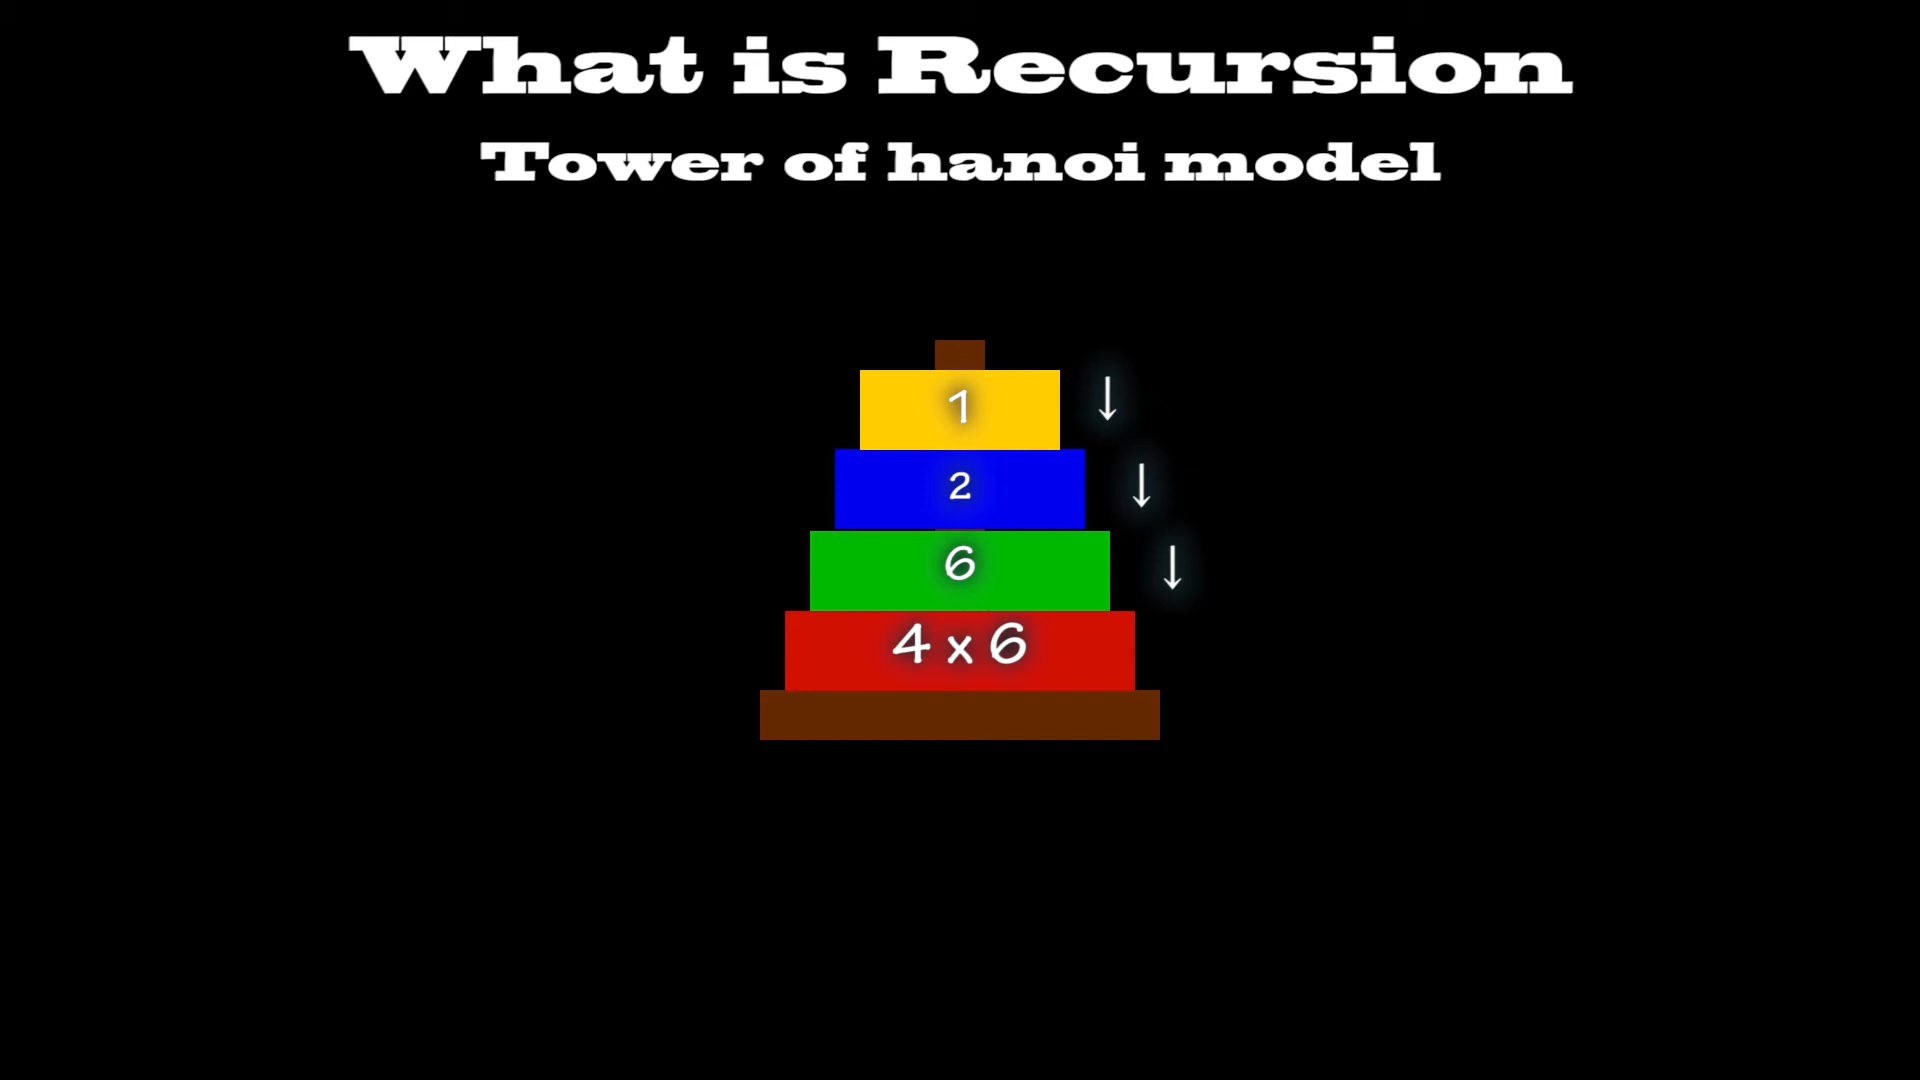 What is Recursion
Tower of hanoi model
1 ↓
2 ↓
6 ↓
4 x 6